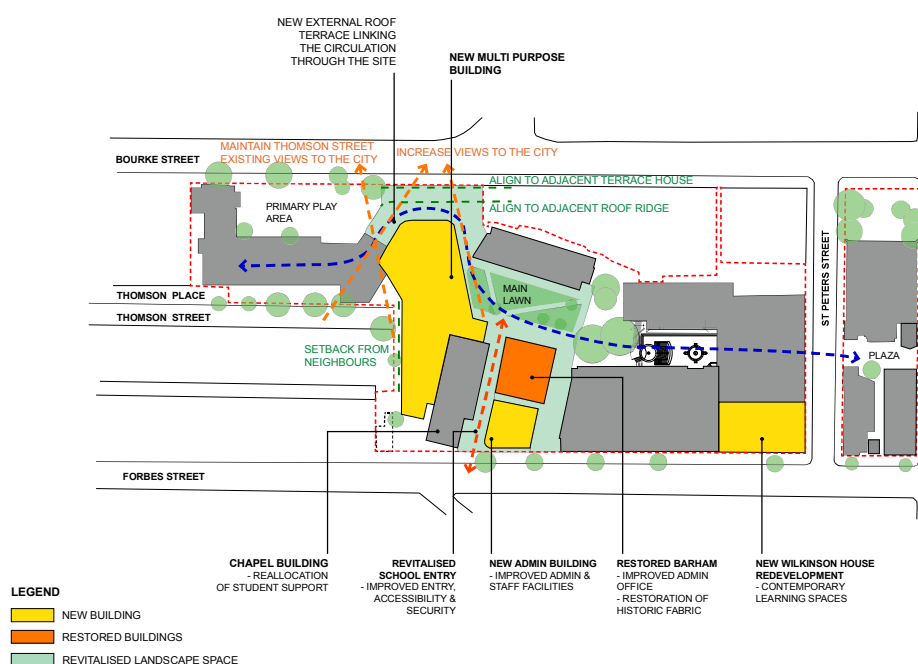 NEW EXTERNAL ROOF
TERRACE LINKING
THE CIRCULATION
THROUGH THE SITE
NEW MULTI PURPOSE
BUILDING
MAINTAIN THOMSON STREET
EXISTING VIEWS TO THE CITY
INCREASE VIEWS TO THE CITY
BOURKE STREET
ALIGN TO ADJACENT TERRACE HOUSE
ALIGN TO ADJACENT ROOF RIDGE
PRIMARY PLAY
AREA
MAIN
LAWN
THOMSON PLACE
THOMSON STREET
ST PETERS STREET
SETBACK FROM
NEIGHBOURS
PLAZA
FORBES STREET
CHAPEL BUILDING
- REALLOCATION
OF STUDENT SUPPORT
REVITALISED
SCHOOL ENTRY
- IMPROVED ENTRY,
ACCESSIBILITY &
SECURITY
NEW ADMIN BUILDING
- IMPROVED ADMIN &
STAFF FACILITIES
RESTORED BARHAM
- IMPROVED ADMIN
OFFICE
- RESTORATION OF
HISTORIC FABRIC
NEW WILKINSON HOUSE
REDEVELOPMENT
- CONTEMPORARY
LEARNING SPACES
LEGEND
NEW BUILDING
RESTORED BUILDINGS
REVITALISED LANDSCAPE SPACE